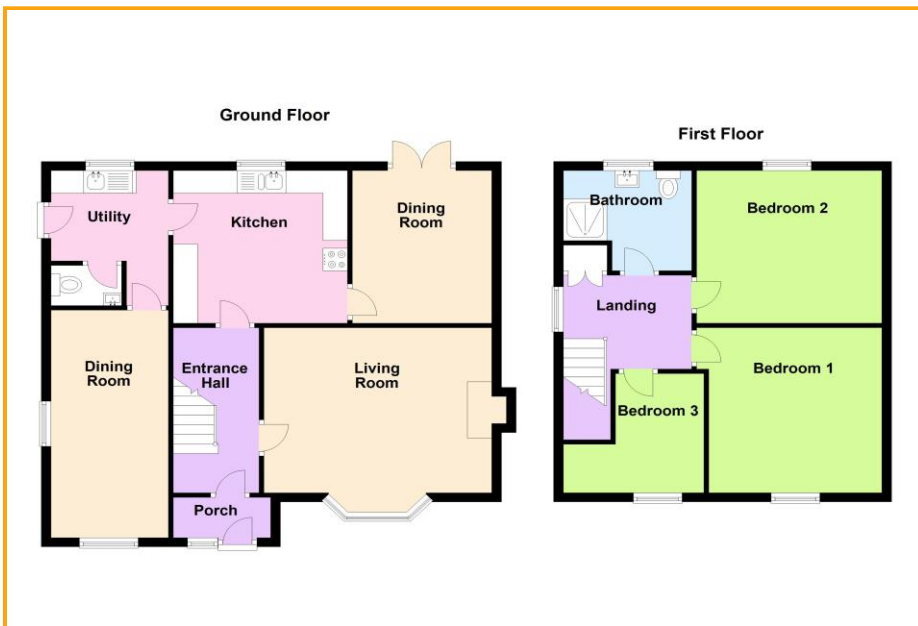 Ground Floor
First Floor
Utility
Kitchen
Dining
Room
Bathroom
Bedroom 2
Landing
Dining
Room
Entrance
Hall
Living
Room
Bedroom 1
Bedroom 3
Porch